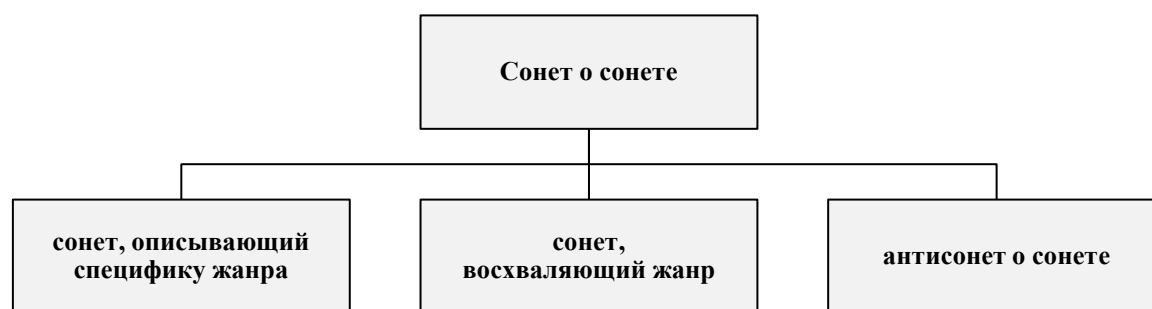 Сонет о сонете
сонет, описывающий
специфику жанра
сонет,
восхваляющий жанр
антисонет о сонете